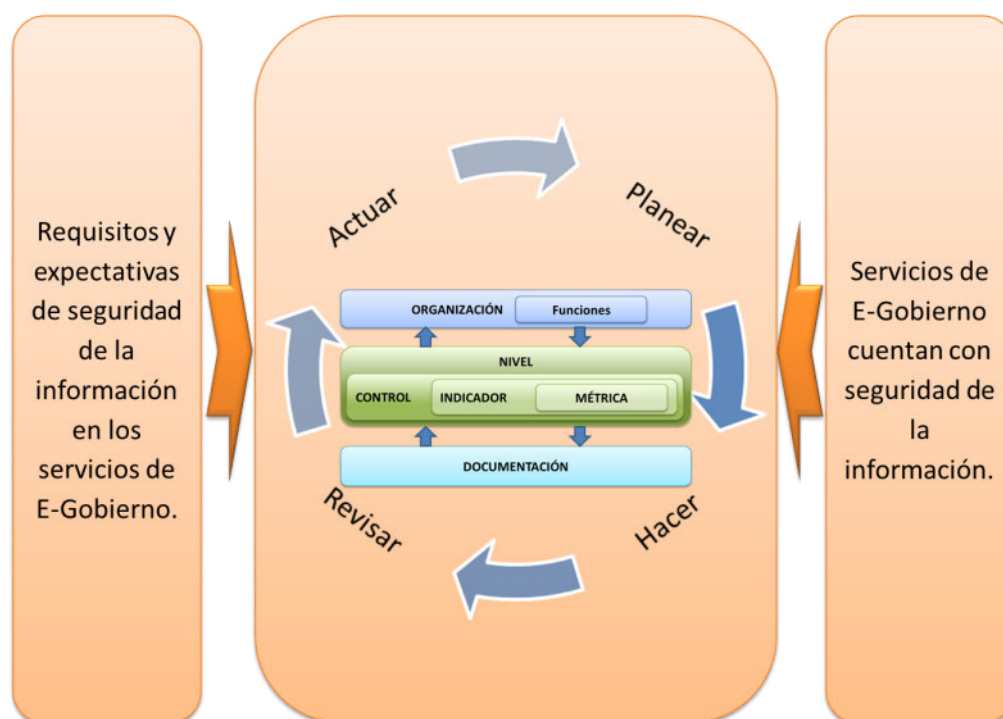 Requisitos y
expectativas
de seguridad
de la
información
en los
servicios de
E-Gobierno.
Actuar
Planear
ORGANIZACIÓN
Funciones
NIVEL
CONTROL
INDICADOR
MÉTRICA
DOCUMENTACIÓN
Revisar
Hacer
Servicios de
E-Gobierno
cuentan con
seguridad de
la
información.